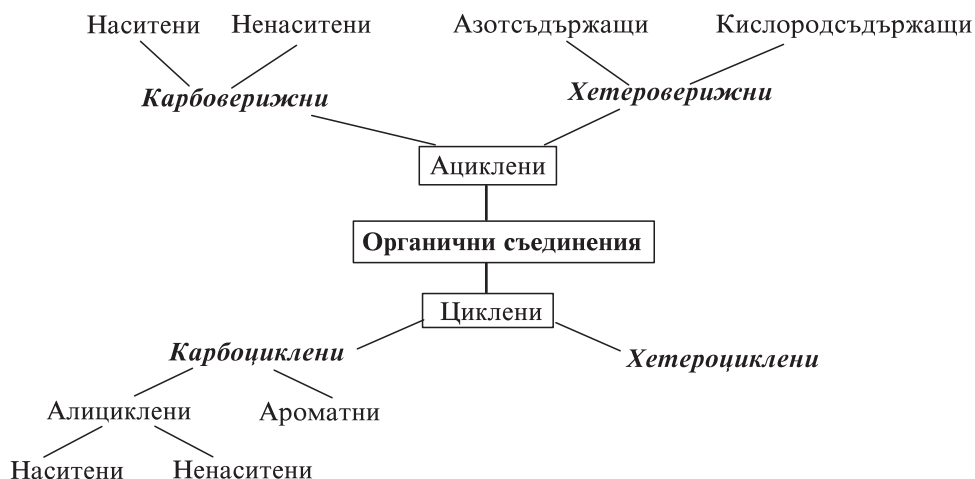 Наситени Ненаситени Азотсъдържащи Кислородсъдържащи
Карбоверижни Хетероверижни
Ациклени
Органични съединения
Циклени
Карбоциклени Хетероциклени
Алициклени Ароматни
Наситени Ненаситени